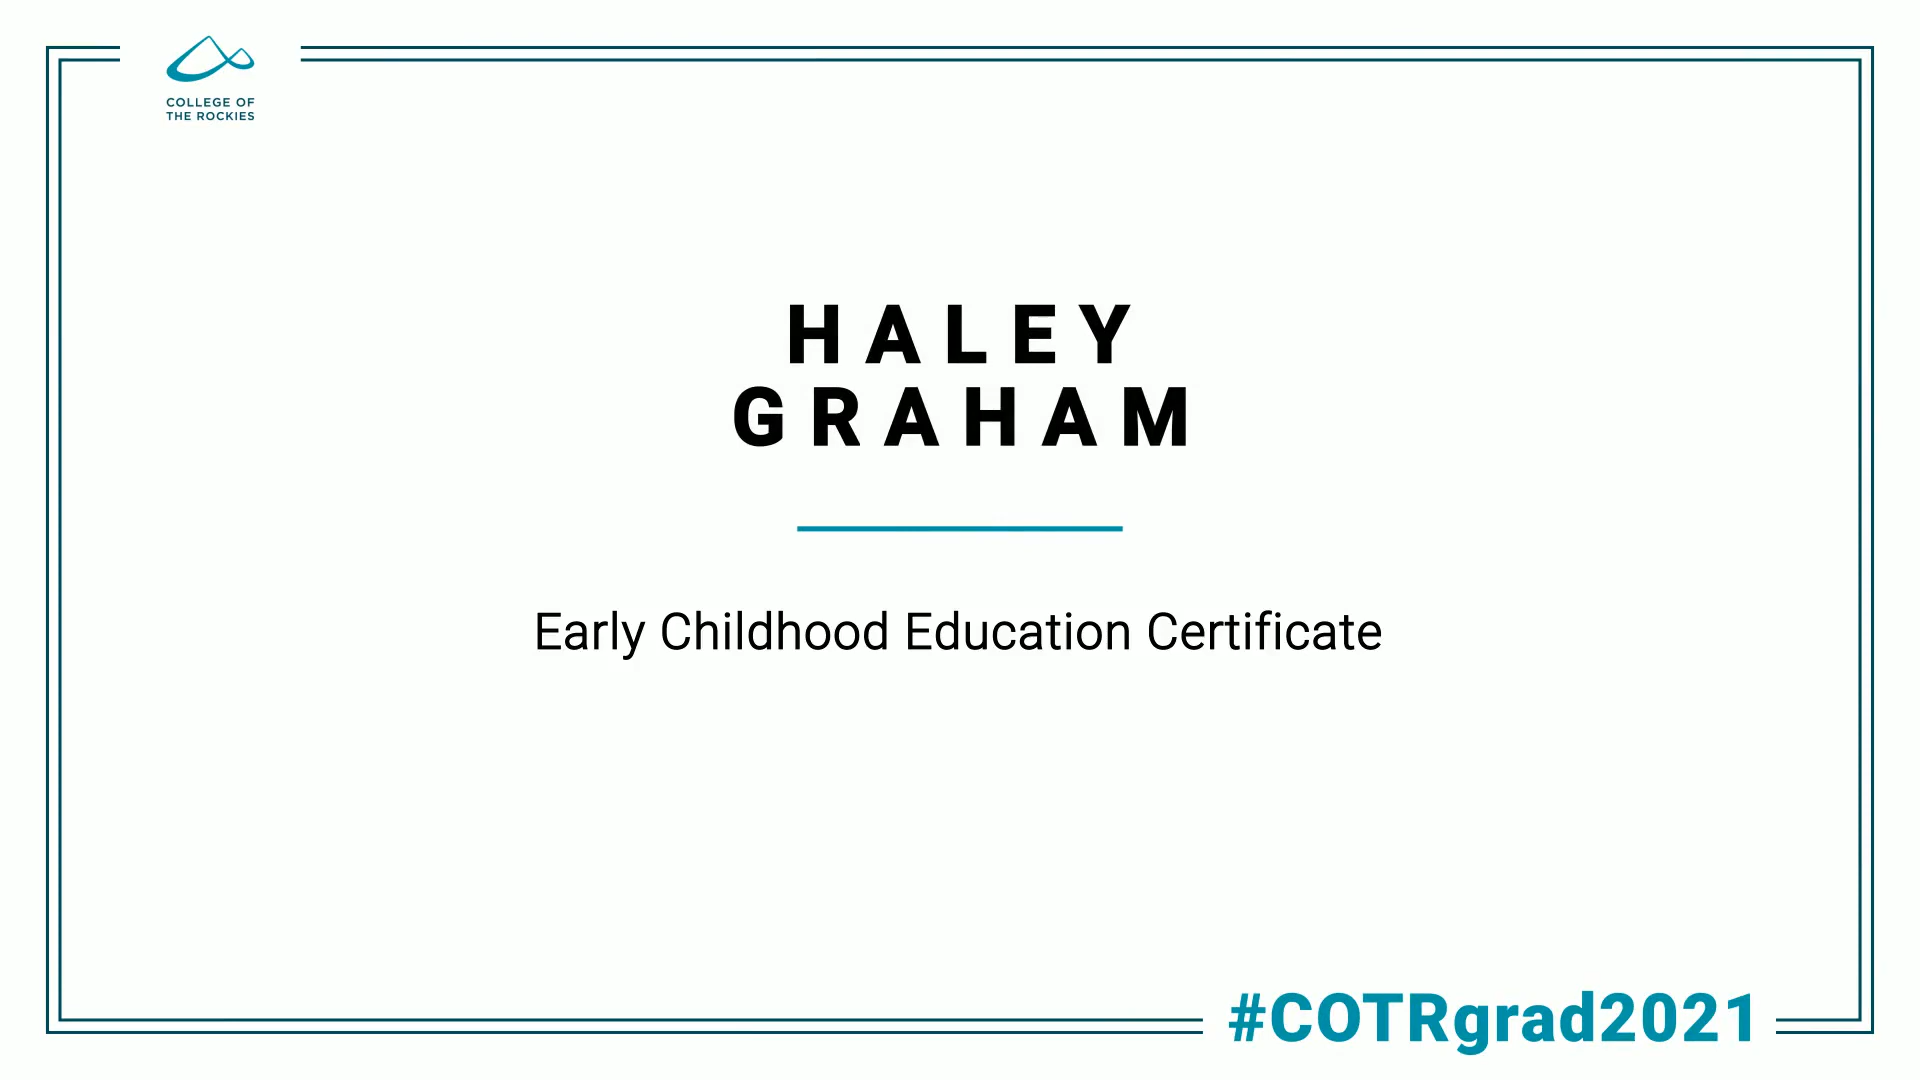 COLLEGE OF
THE ROCKIES
HALEY
GRAHAM
Early Childhood Education Certificate
#COTRgrad2021